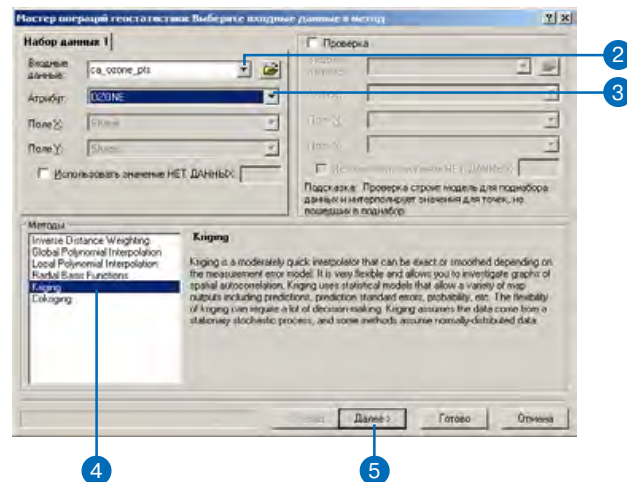 Мастер операций геостатистики: Выберите входные данные и метод
Набор данных 1
Проверка
Входные данные:
ca_ozone_pts
2
Атрибут:
OZONE
3
Поле X:
Поле Y:
Использовать значение НЕТ ДАННЫХ:
Подсказка: Проверка строит модель для поднабора
данных и интерполирует значения для точек, не
вошедших в поднабор.
Методы
Inverse Distance Weighting
Global Polynomial Interpolation
Local Polynomial Interpolation
Radial Basis Functions
Kriging
Cokriging
Kriging
Kriging is a moderately quick interpolator that can be exact or smoothed depending on
the measurement error model. It is very flexible and allows you to investigate graphs of
spatial autocorrelation. Kriging uses statistical models that allow a variety of map
outputs including predictions, prediction standard errors, probability, etc. The flexibility
of kriging can require a lot of decision-making. Kriging assumes the data come from a
stationary stochastic process, and some methods assume normally-distributed data.
Далее >
Готово
Отмена
4
5